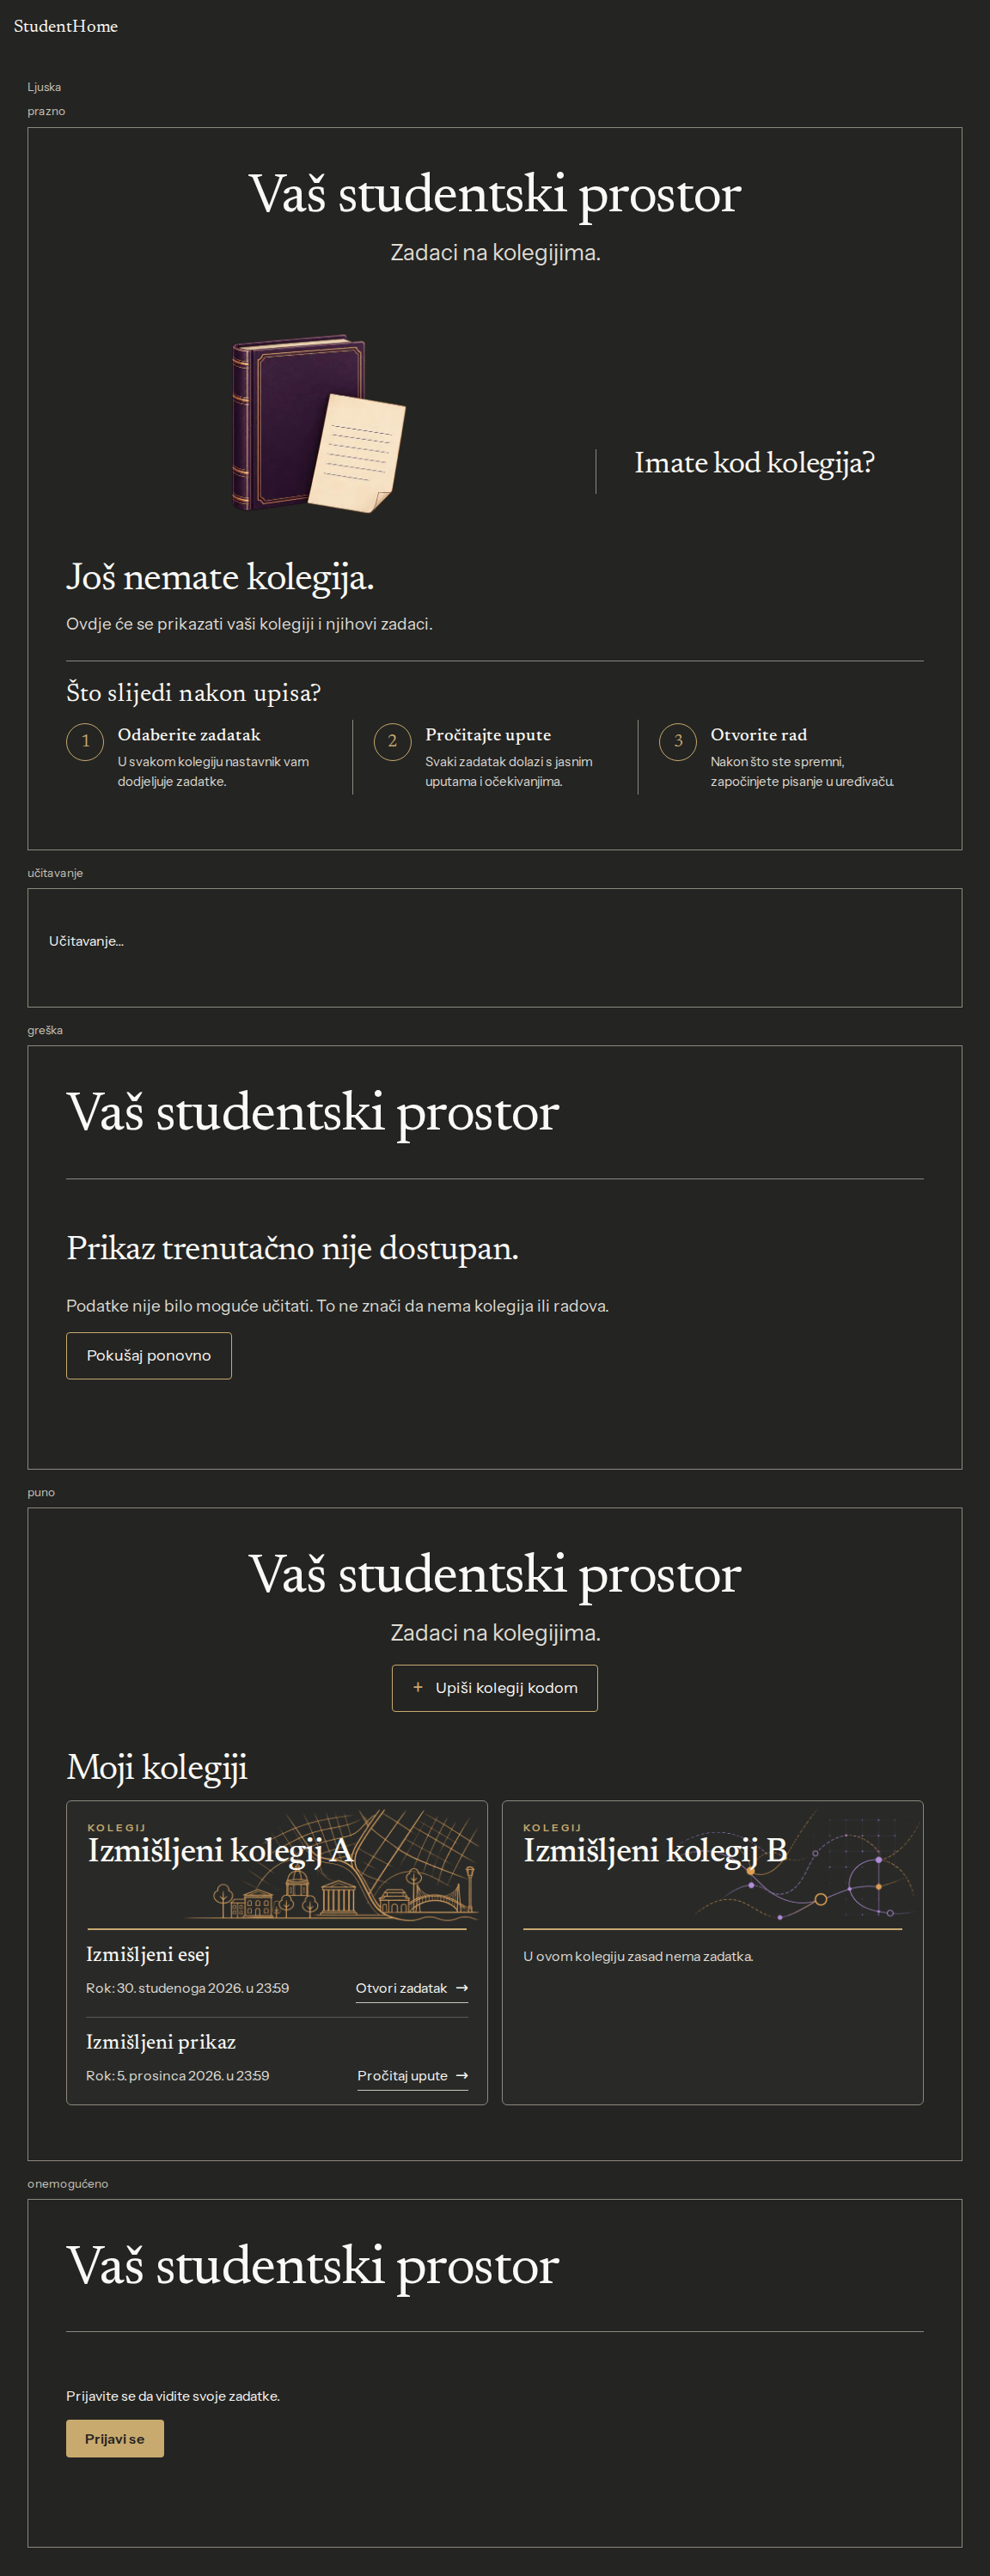 StudentHome
Ljuska
prazno
Vaš studentski prostor
Zadaci na kolegijima.
Imate kod kolegija?
Još nemate kolegija.
Ovdje će se prikazati vaši kolegiji i njihovi zadaci.
Što slijedi nakon upisa?
1
Odaberite zadatak
U svakom kolegiju nastavnik vam
dodjeljuje zadatke.
2
Pročitajte upute
Svaki zadatak dolazi s jasnim
uputama i očekivanjima.
3
Otvorite rad
Nakon što ste spremni,
započinjete pisanje u uređivaču.
učitavanje
Učitavanje…
greška
Vaš studentski prostor
Prikaz trenutačno nije dostupan.
Podatke nije bilo moguće učitati. To ne znači da nema kolegija ili radova.
Pokušaj ponovno
puno
Vaš studentski prostor
Zadaci na kolegijima.
+ Upiši kolegij kodom
Moji kolegiji
KOLEGIJ
Izmišljeni kolegij A
Izmišljeni esej
Rok: 30. studenoga 2026. u 23:59
Otvori zadatak →
Izmišljeni prikaz
Rok: 5. prosinca 2026. u 23:59
Pročitaj upute →
KOLEGIJ
Izmišljeni kolegij B
U ovom kolegiju zasad nema zadatka.
onemogućeno
Vaš studentski prostor
Prijavite se da vidite svoje zadatke.
Prijavi se